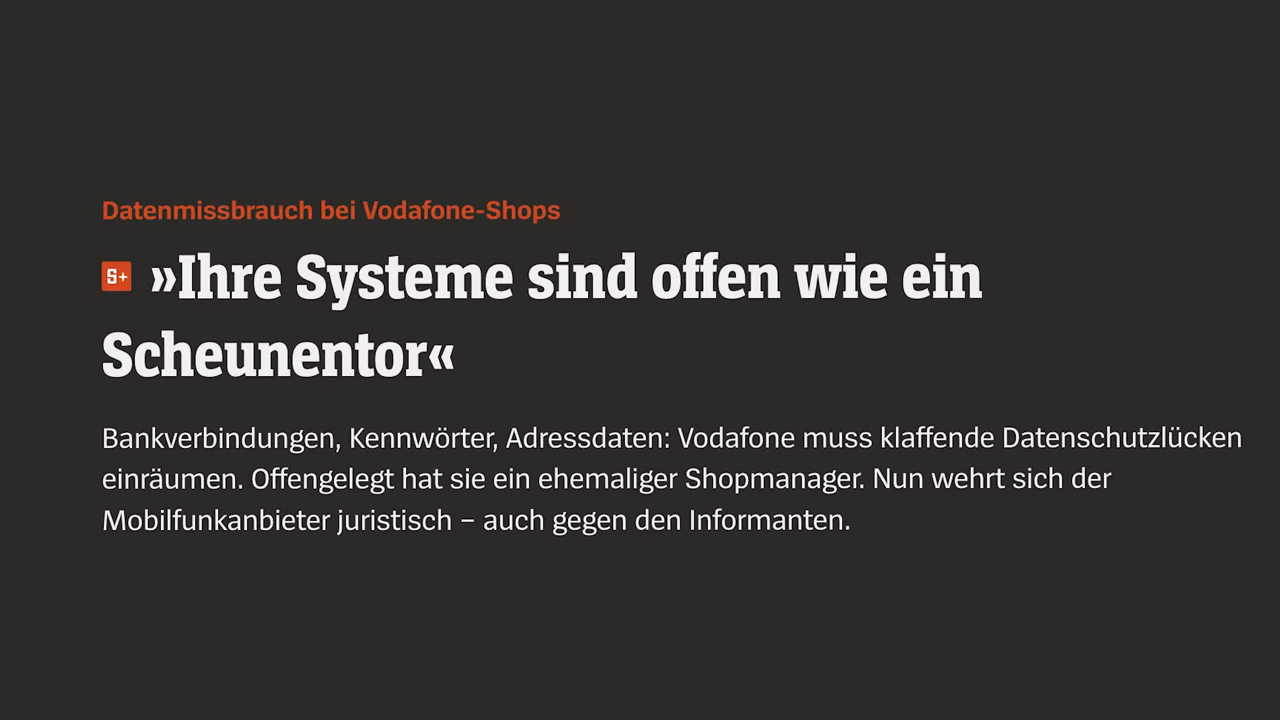 Datenmissbrauch bei Vodafone-Shops
S+ »Ihre Systeme sind offen wie ein
Scheunentor«
Bankverbindungen, Kennwörter, Adressdaten: Vodafone muss klaffende Datenschutzlücken
einräumen. Offengelegt hat sie ein ehemaliger Shopmanager. Nun wehrt sich der
Mobilfunkanbieter juristisch – auch gegen den Informanten.